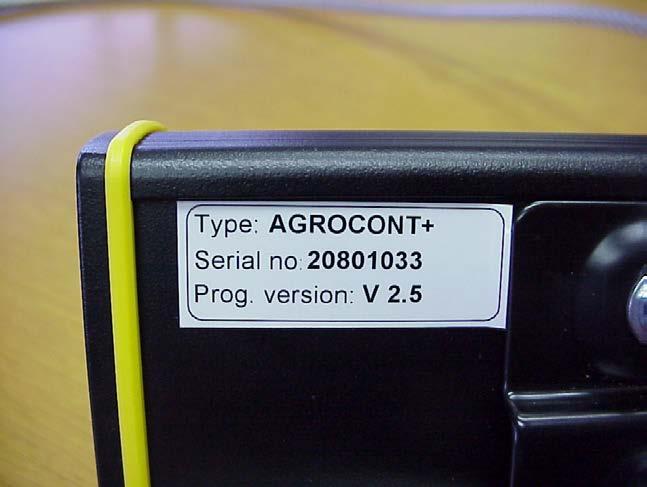 Type: AGROCONT+
Serial no: 20801033
Prog. version: V 2.5